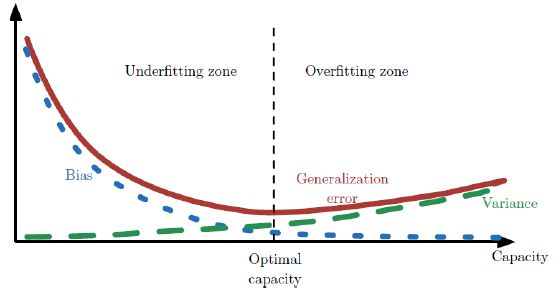 Underfitting zone
Overfitting zone
Bias
Generalization
error
Variance
Optimal
capacity
Capacity